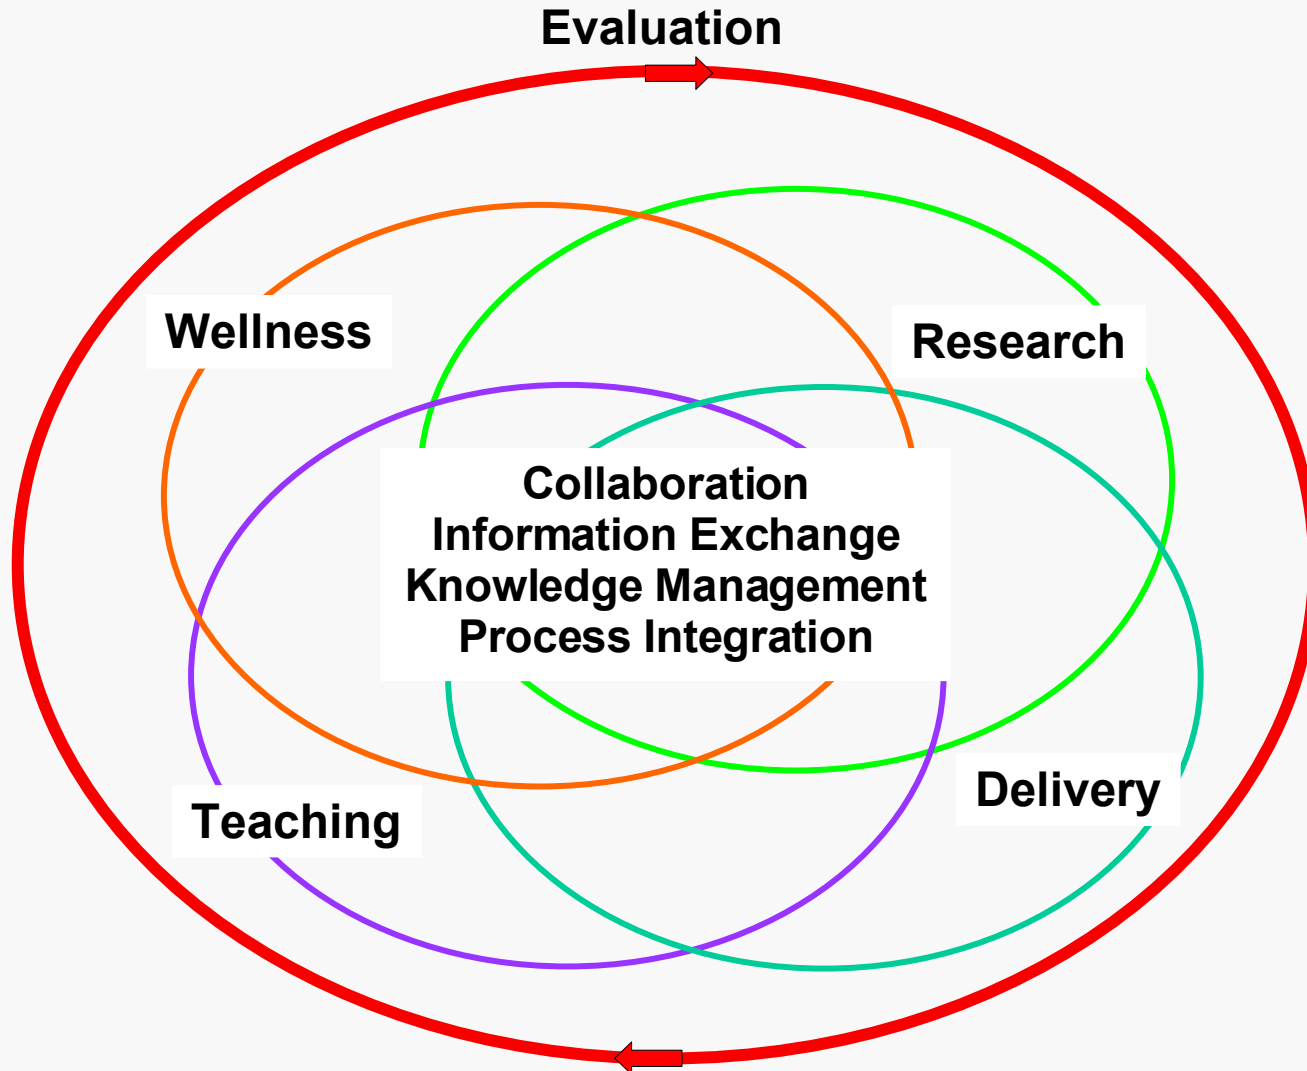 Evaluation
Wellness
Research
Collaboration
Information Exchange
Knowledge Management
Process Integration
Delivery
Teaching